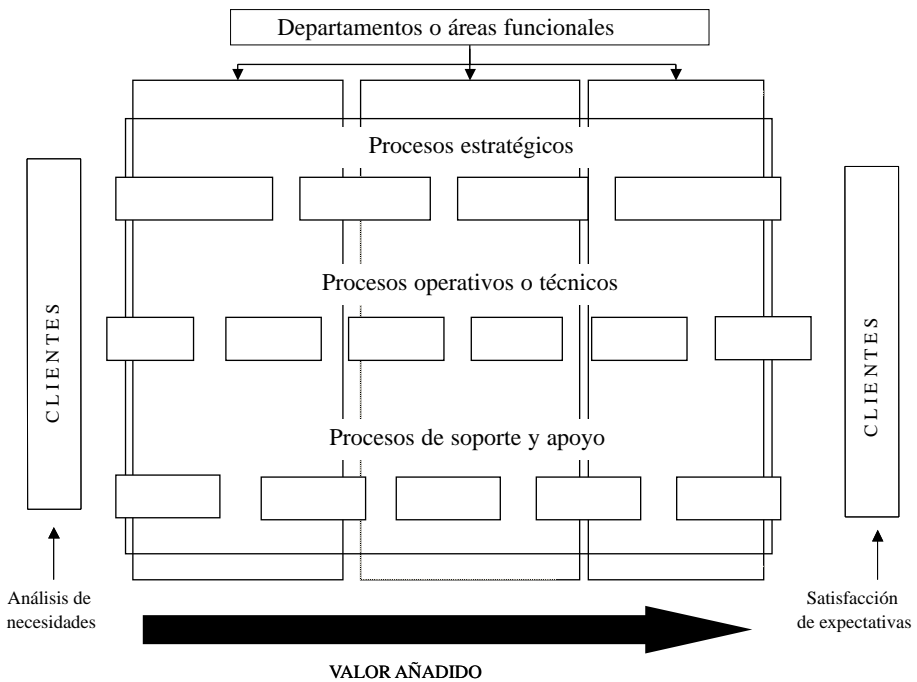 Departamentos o áreas funcionales
Procesos estratégicos
Procesos operativos o técnicos
CLIENTES
CLIENTES
Procesos de soporte y apoyo
Análisis de
necesidades
Satisfacción
de expectativas
VALOR AÑADIDO